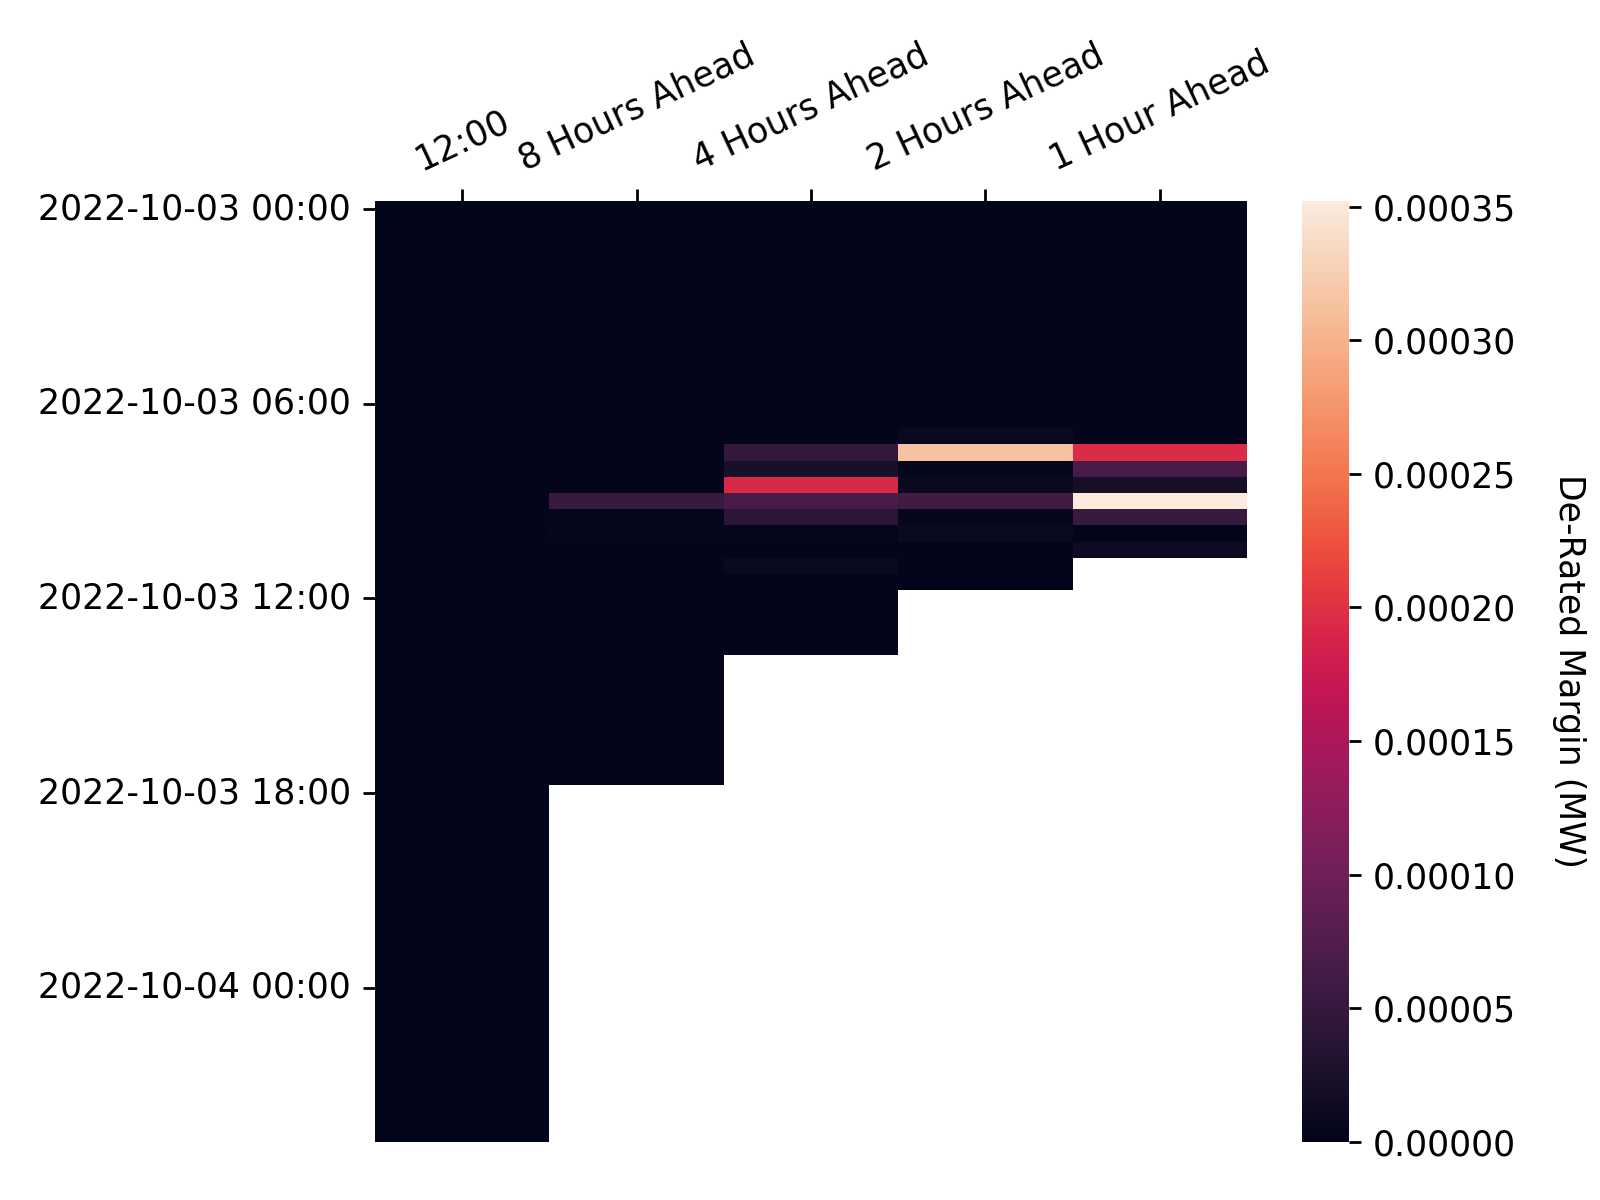 12:00
8 Hours Ahead
4 Hours Ahead
2 Hours Ahead
1 Hour Ahead
2022-10-03 00:00
2022-10-03 06:00
2022-10-03 12:00
2022-10-03 18:00
2022-10-04 00:00
0.00035
0.00030
0.00025
0.00020
0.00015
0.00010
0.00005
0.00000
De-Rated Margin (MW)